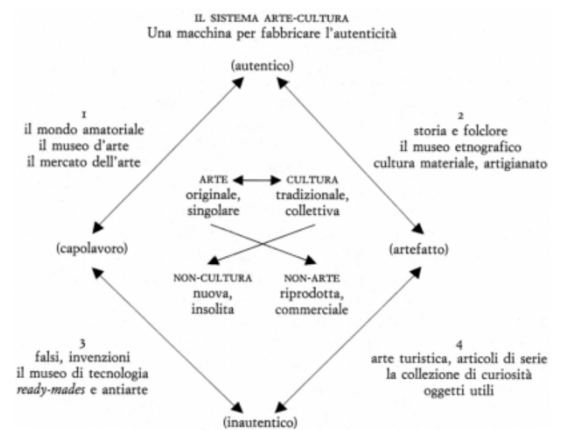 IL SISTEMA ARTE-CULTURA
Una macchina per fabbricare l'autenticità
(autentico)
1
il mondo amatoriale
il museo d'arte
il mercato dell'arte
2
storia e folclore
il museo etnografico
cultura materiale, artigianato
ARTE
originale,
singolare
CULTURA
tradizionale,
collettiva
(capolavoro)
(artefatto)
NON-CULTURA
nuova,
insolita
NON-ARTE
riprodotta,
commerciale
3
falsi, invenzioni
il museo di tecnologia
ready-mades e antiarte
4
arte turistica, articoli di serie
la collezione di curiosità
oggetti utili
(inautentico)